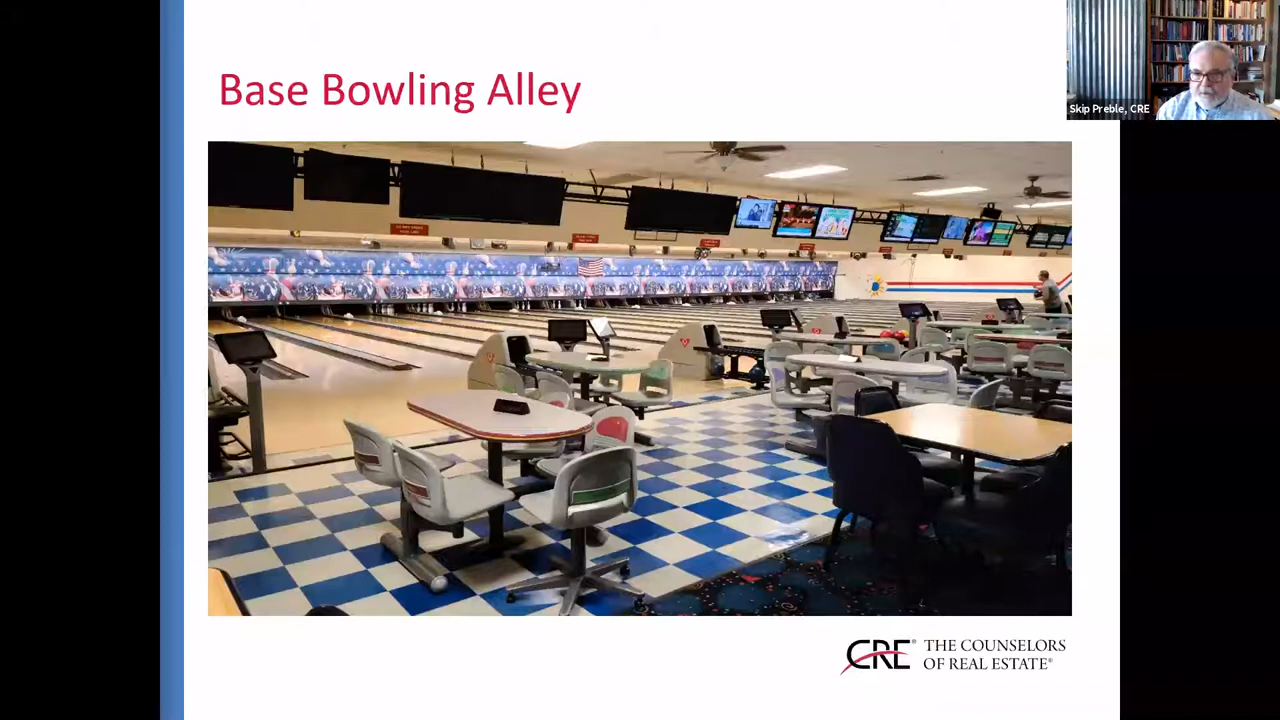 Base Bowling Alley
Skip Preble, CRE
CRE® THE COUNSELORS
OF REAL ESTATE®